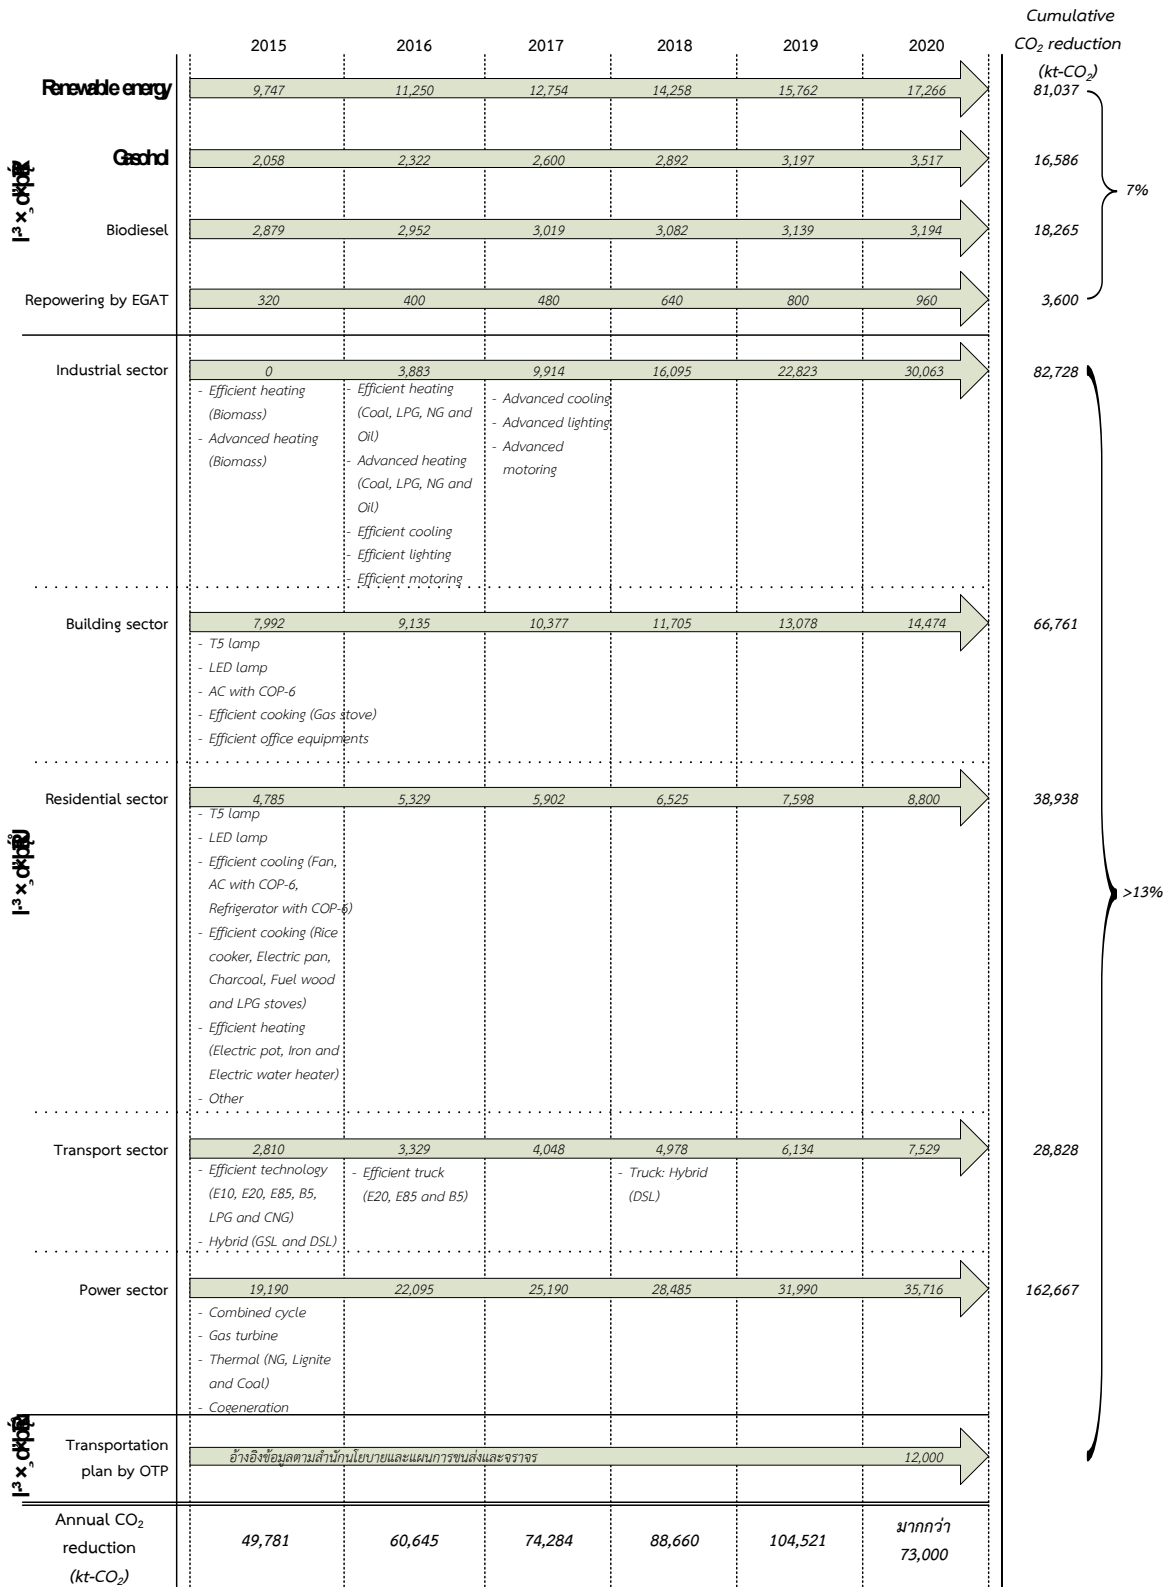 Cumulative
2015 2016 2017 2018 2019 2020 CO₂ reduction
(kt-CO₂)
Renewable energy 9,747 11,250 12,754 14,258 15,762 17,266 81,037
Gasohol 2,058 2,322 2,600 2,892 3,197 3,517 16,586
7%
Biodiesel 2,879 2,952 3,019 3,082 3,139 3,194 18,265
Repowering by EGAT 320 400 480 640 800 960 3,600
Industrial sector 0 3,883 9,914 16,095 22,823 30,063 82,728
- Efficient heating
(Biomass)
- Advanced heating
(Biomass)
- Efficient heating
(Coal, LPG, NG and
Oil)
- Advanced heating
(Coal, LPG, NG and
Oil)
- Efficient cooling
- Efficient lighting
- Efficient motoring
- Advanced cooling
- Advanced lighting
- Advanced
motoring
Building sector 7,992 9,135 10,377 11,705 13,078 14,474 66,761
- T5 lamp
- LED lamp
- AC with COP-6
- Efficient cooking (Gas stove)
- Efficient office equipments
Residential sector 4,785 5,329 5,902 6,525 7,598 8,800 38,938
- T5 lamp
- LED lamp
- Efficient cooling (Fan,
AC with COP-6,
Refrigerator with COP-6)
- Efficient cooking (Rice
cooker, Electric pan,
Charcoal, Fuel wood
and LPG stoves)
- Efficient heating
(Electric pot, Iron and
Electric water heater)
- Other
>13%
Transport sector 2,810 3,329 4,048 4,978 6,134 7,529 28,828
- Efficient technology
(E10, E20, E85, B5,
LPG and CNG)
- Hybrid (GSL and DSL)
- Efficient truck
(E20, E85 and B5)
- Truck: Hybrid
(DSL)
Power sector 19,190 22,095 25,190 28,485 31,990 35,716 162,667
- Combined cycle
- Gas turbine
- Thermal (NG, Lignite
and Coal)
- Cogeneration
Transportation
plan by OTP
อ้างอิงข้อมูลตามสำนักนโยบายและแผนการขนส่งและจราจร 12,000
Annual CO₂
reduction
(kt-CO₂)
49,781 60,645 74,284 88,660 104,521
มากกว่า
73,000